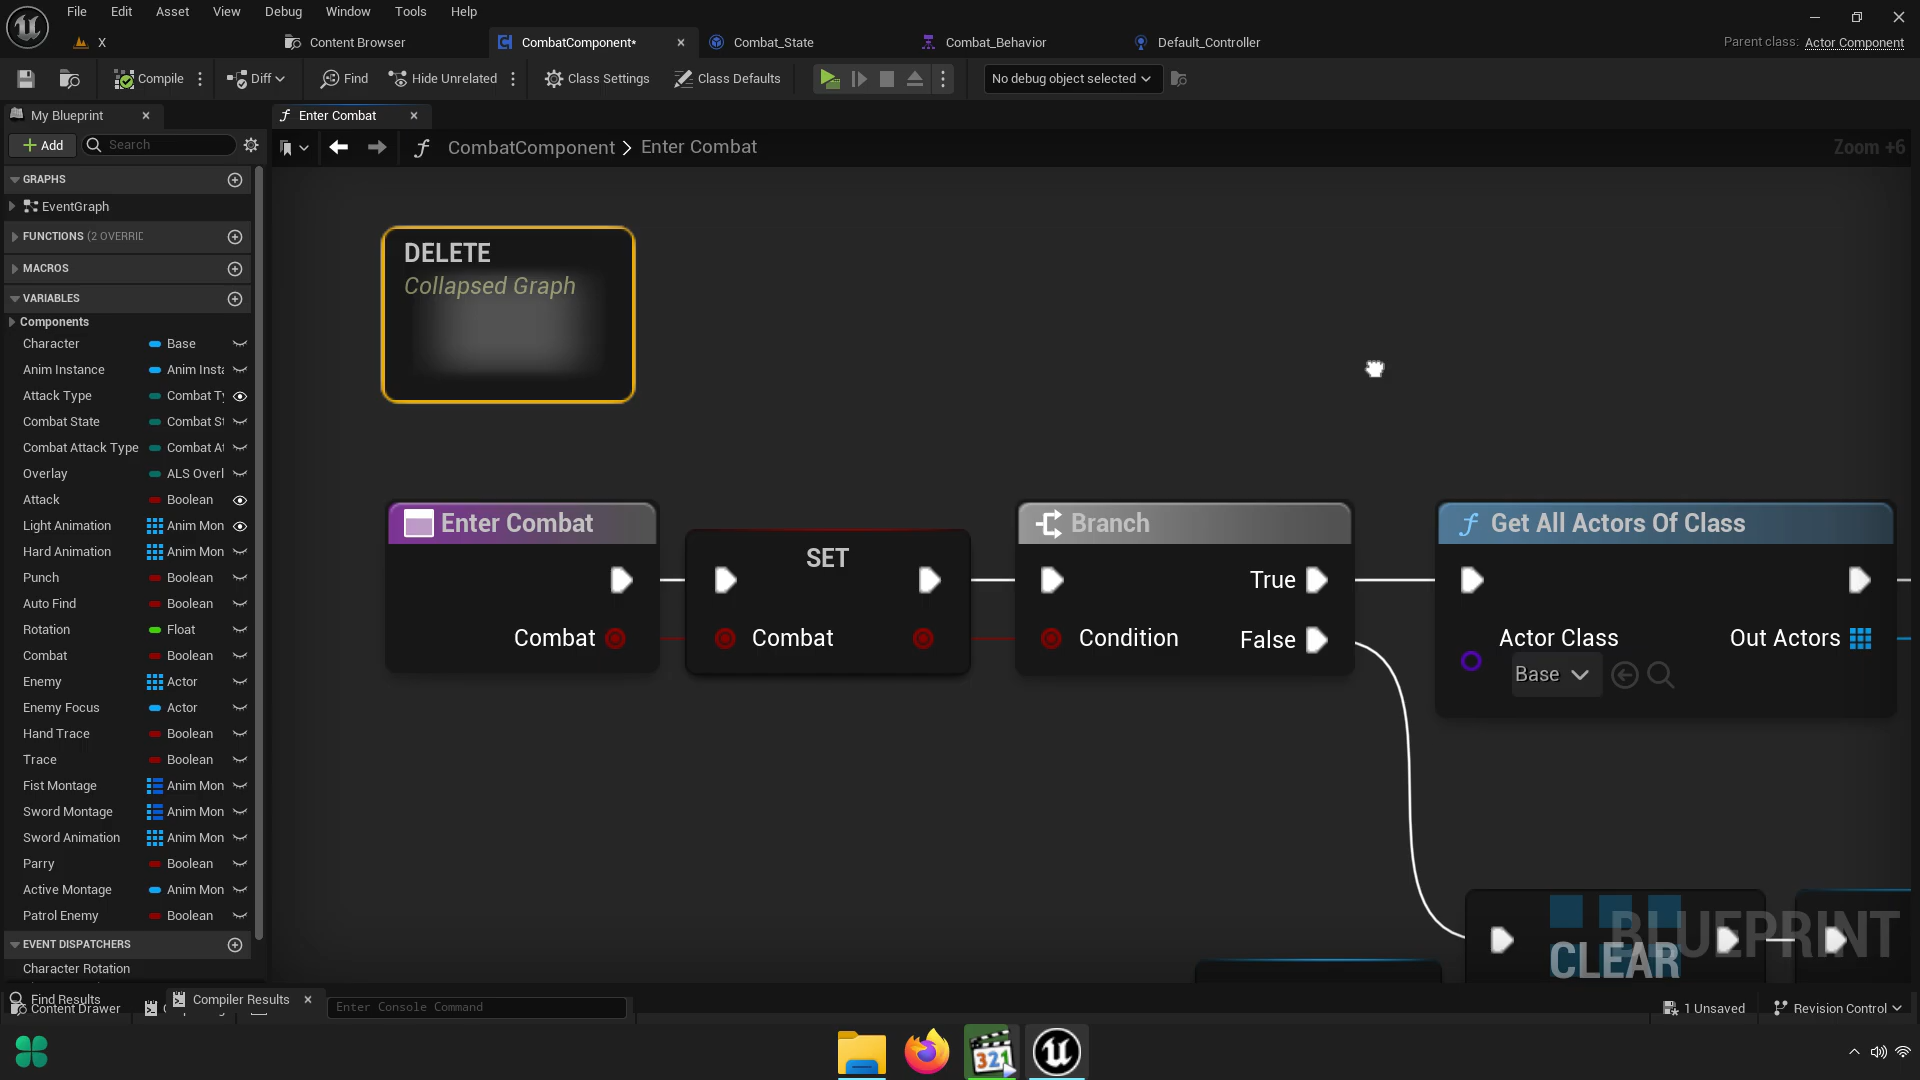 File Edit Asset View Debug Window Tools Help
X Content Browser CombatComponent* Combat_State Combat_Behavior Default_Controller Parent class: Actor Component
Compile Diff Find Hide Unrelated Class Settings Class Defaults No debug object selected
My Blueprint Enter Combat
Add Search CombatComponent > Enter Combat Zoom +6
GRAPHS
EventGraph
FUNCTIONS (2 OVERRID
MACROS
VARIABLES
Components
Character Base
Anim Instance Anim Insta
Attack Type Combat Ty
Combat State Combat St
Combat Attack Type Combat At
Overlay ALS Overl
Attack Boolean
Light Animation Anim Mon
Hard Animation Anim Mon
Punch Boolean
Auto Find Boolean
Rotation Float
Combat Boolean
Enemy Actor
Enemy Focus Actor
Hand Trace Boolean
Trace Boolean
Fist Montage Anim Mon
Sword Montage Anim Mon
Sword Animation Anim Mon
Parry Boolean
Active Montage Anim Mon
Patrol Enemy Boolean
EVENT DISPATCHERS
Character Rotation
DELETE
Collapsed Graph
Enter Combat
Combat
SET
Combat
Branch
True
Condition False
Get All Actors Of Class
Actor Class Out Actors
Base
CLEAR
BLUEPRINT
Find Results Compiler Results
Content Drawer Enter Console Command 1 Unsaved Revision Control
321